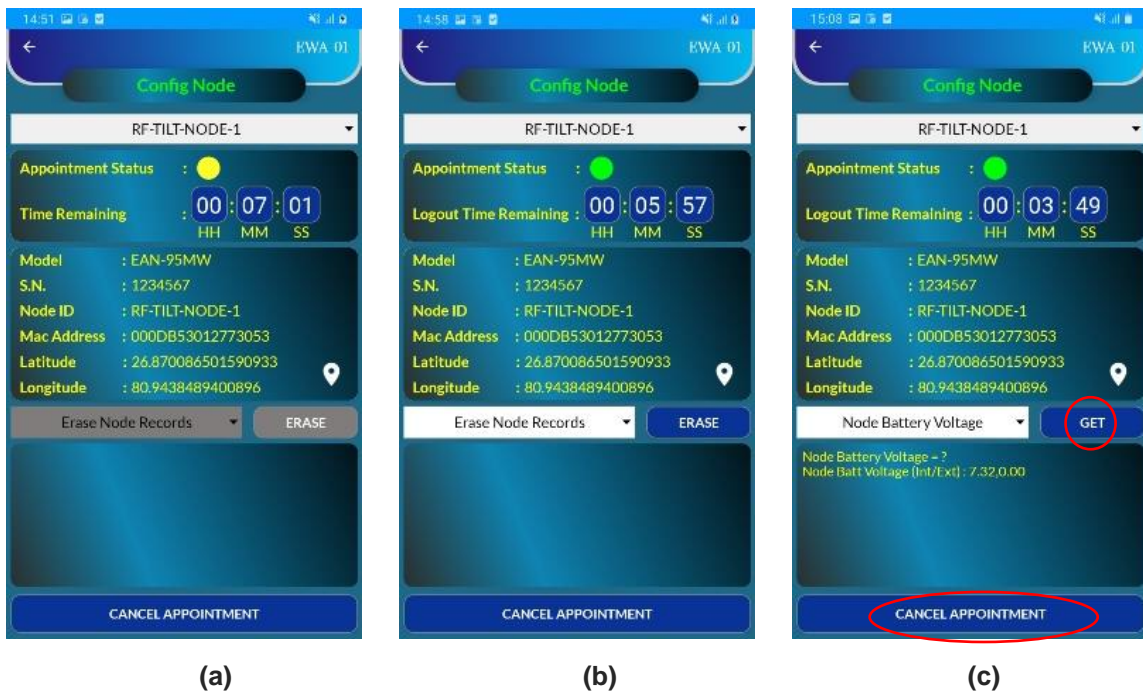 14:51
EWA 01
Config Node
RF-TILT-NODE-1
Appointment Status :
Time Remaining : 00 : 07 : 01
HH MM SS
Model : EAN-95MW
S.N. : 1234567
Node ID : RF-TILT-NODE-1
Mac Address : 000DB53012773053
Latitude : 26.870086501590933
Longitude : 80.9438489400896
Erase Node Records ERASE
CANCEL APPOINTMENT
(a)
14:58
EWA 01
Config Node
RF-TILT-NODE-1
Appointment Status :
Logout Time Remaining : 00 : 05 : 57
HH MM SS
Model : EAN-95MW
S.N. : 1234567
Node ID : RF-TILT-NODE-1
Mac Address : 000DB53012773053
Latitude : 26.870086501590933
Longitude : 80.9438489400896
Erase Node Records ERASE
CANCEL APPOINTMENT
(b)
15:08
EWA 01
Config Node
RF-TILT-NODE-1
Appointment Status :
Logout Time Remaining : 00 : 03 : 49
HH MM SS
Model : EAN-95MW
S.N. : 1234567
Node ID : RF-TILT-NODE-1
Mac Address : 000DB53012773053
Latitude : 26.870086501590933
Longitude : 80.9438489400896
Node Battery Voltage GET
Node Battery Voltage = ?
Node Batt Voltage (Int/Ext) : 7.32,0.00
CANCEL APPOINTMENT
(c)